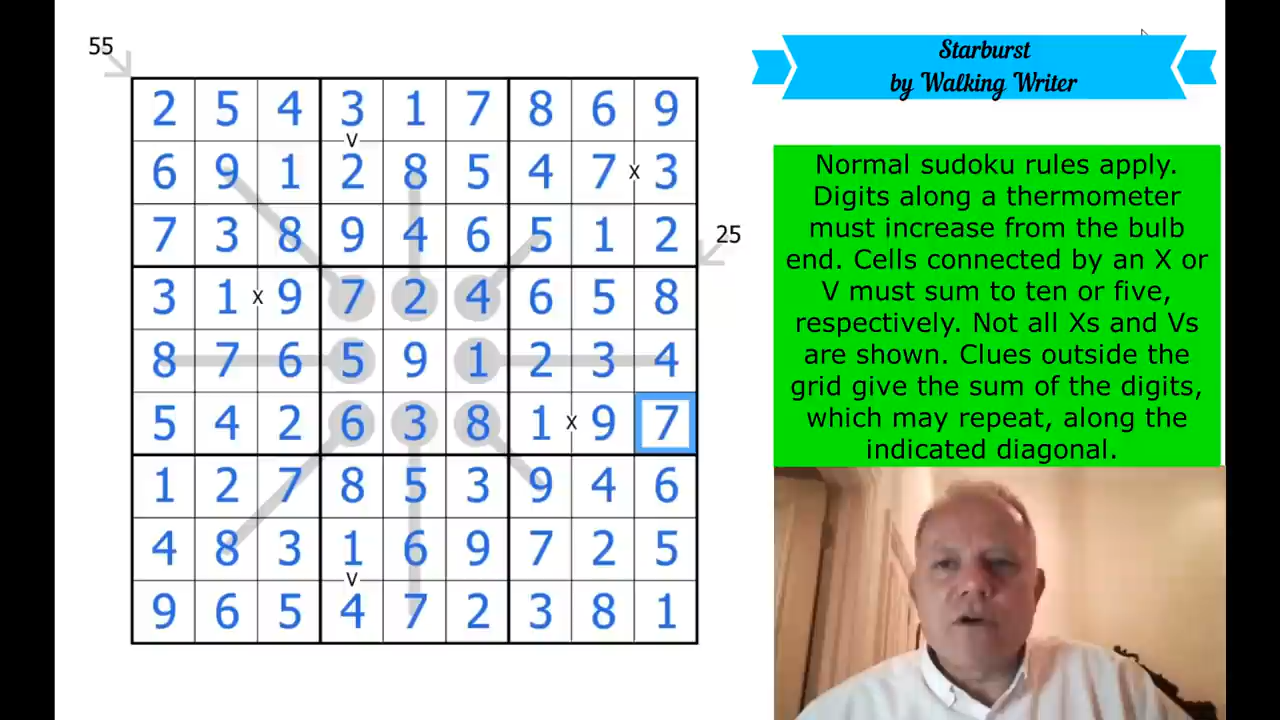 55
Starburst
by Walking Writer
2 5 4 3 1 7 8 6 9
V
6 9 1 2 8 5 4 7 x 3
7 3 8 9 4 6 5 1 2
25
3 1 x 9 7 2 4 6 5 8
8 7 6 5 9 1 2 3 4
5 4 2 6 3 8 1 x 9 7
1 2 7 8 5 3 9 4 6
4 8 3 1 6 9 7 2 5
V
9 6 5 4 7 2 3 8 1
Normal sudoku rules apply.
Digits along a thermometer
must increase from the bulb
end. Cells connected by an X or
V must sum to ten or five,
respectively. Not all Xs and Vs
are shown. Clues outside the
grid give the sum of the digits,
which may repeat, along the
indicated diagonal.